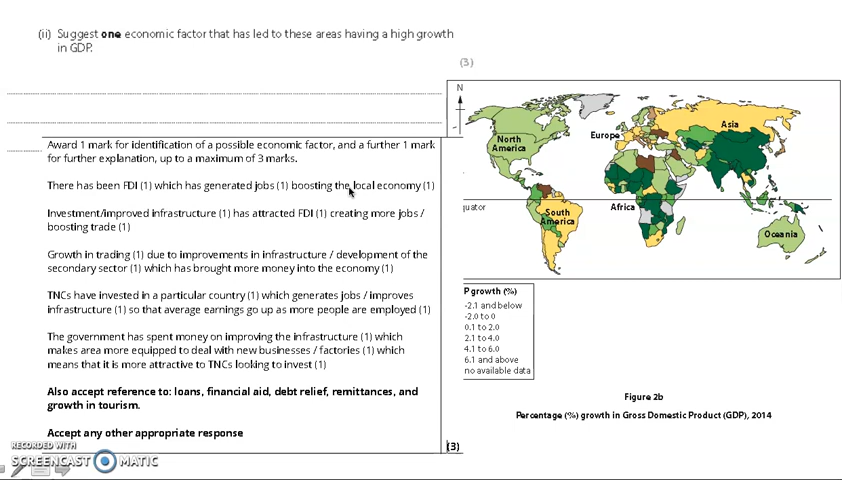 (ii) Suggest one economic factor that has led to these areas having a high growth
in GDP.
(3)
Award 1 mark for identification of a possible economic factor, and a further 1 mark
for further explanation, up to a maximum of 3 marks.
There has been FDI (1) which has generated jobs (1) boosting the local economy (1)
Investment/improved infrastructure (1) has attracted FDI (1) creating more jobs /
boosting trade (1)
Growth in trading (1) due to improvements in infrastructure / development of the
secondary sector (1) which has brought more money into the economy (1)
TNCs have invested in a particular country (1) which generates jobs / improves
infrastructure (1) so that average earnings go up as more people are employed (1)
The government has spent money on improving the infrastructure (1) which
makes area more equipped to deal with new businesses / factories (1) which
means that it is more attractive to TNCs looking to invest (1)
Also accept reference to: loans, financial aid, debt relief, remittances, and
growth in tourism.
Accept any other appropriate response
(3)
N
North
America
Europe
Asia
quator
South
America
Africa
Oceania
P growth (%)
-2.1 and below
-2.0 to 0
0.1 to 2.0
2.1 to 4.0
4.1 to 6.0
6.1 and above
no available data
Figure 2b
Percentage (%) growth in Gross Domestic Product (GDP), 2014
RECORDED WITH
SCREENCAST MATIC